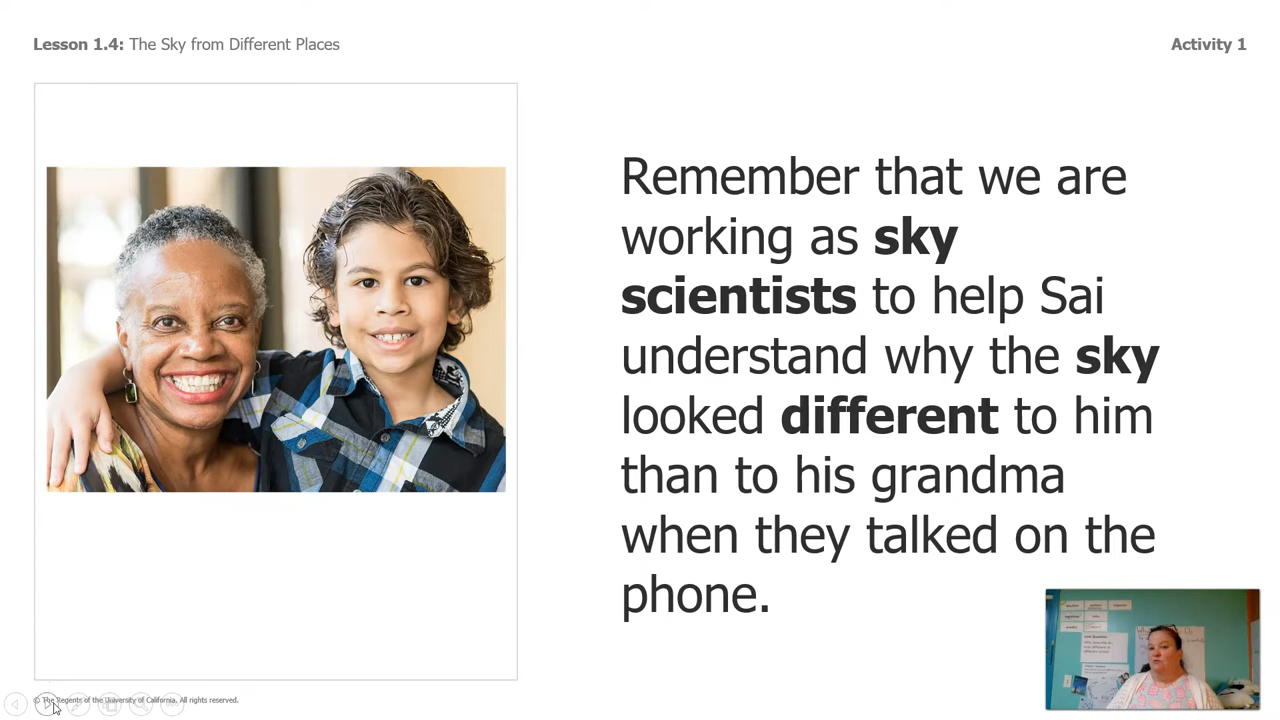 Lesson 1.4: The Sky from Different Places
Activity 1
Remember that we are
working as sky
scientists to help Sai
understand why the sky
looked different to him
than to his grandma
when they talked on the
phone.
© The Regents of the University of California. All rights reserved.